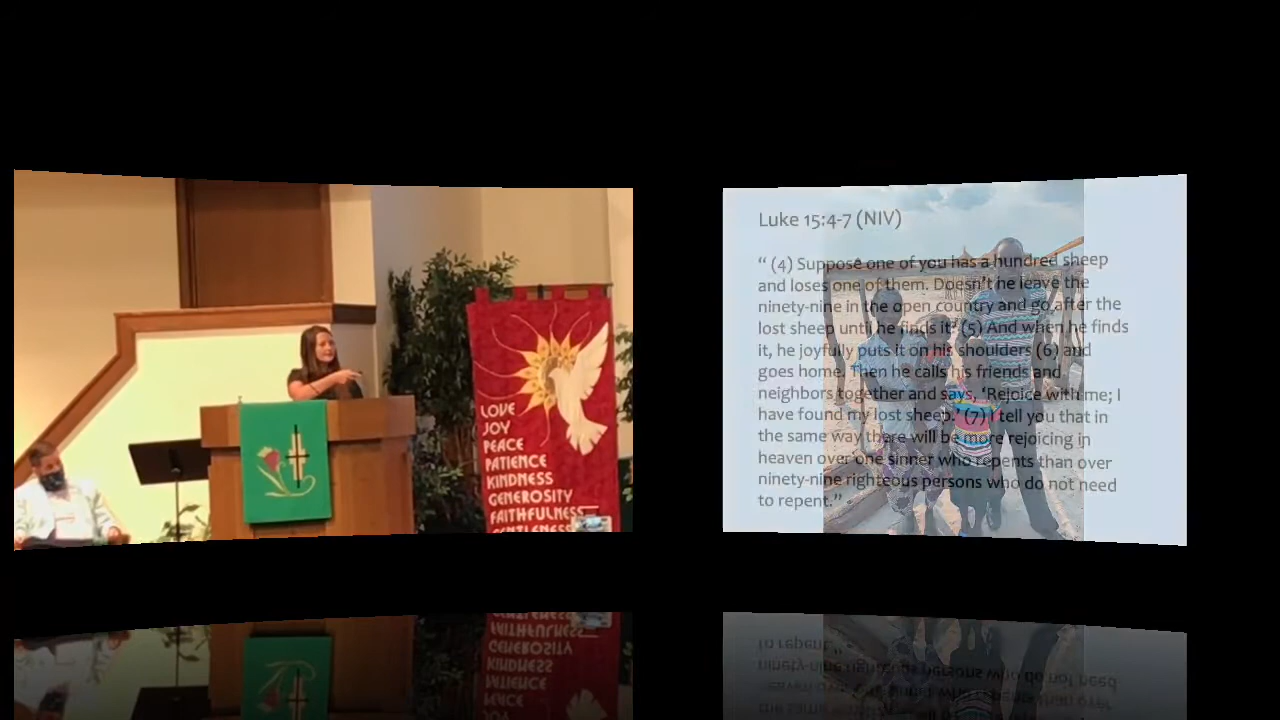 LOVE
JOY
PEACE
PATIENCE
KINDNESS
GENEROSITY
FAITHFULNESS
GENTLENESS
Luke 15:4-7 (NIV)
“ (4) Suppose one of you has a hundred sheep
and loses one of them. Doesn’t he leave the
ninety-nine in the open country and go after the
lost sheep until he finds it? (5) And when he finds
it, he joyfully puts it on his shoulders (6) and
goes home. Then he calls his friends and
neighbors together and says, ‘Rejoice with me; I
have found my lost sheep.’ (7) I tell you that in
the same way there will be more rejoicing in
heaven over one sinner who repents than over
ninety-nine righteous persons who do not need
to repent.”